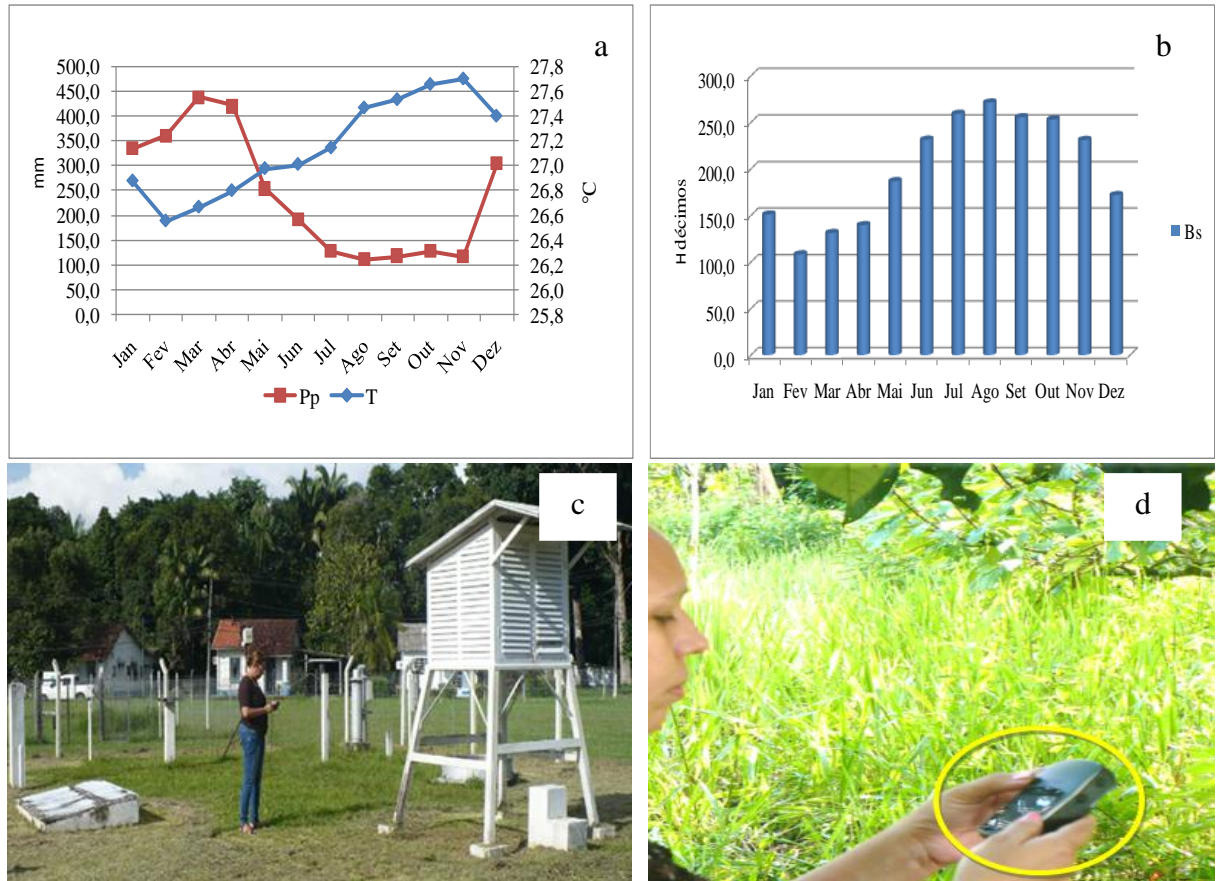 a
500,0
450,0
400,0
350,0
300,0
250,0
200,0
150,0
100,0
50,0
0,0
mm
27,8
27,6
27,4
27,2
27,0
26,8
26,6
26,4
26,2
26,0
25,8
°C
Jan Fev Mar Abr Mai Jun Jul Ago Set Out Nov Dez
Pp T
b
300,0
250,0
200,0
150,0
100,0
50,0
0,0
Hdécimos
Bs
Jan Fev Mar Abr Mai Jun Jul Ago Set Out Nov Dez
c
d